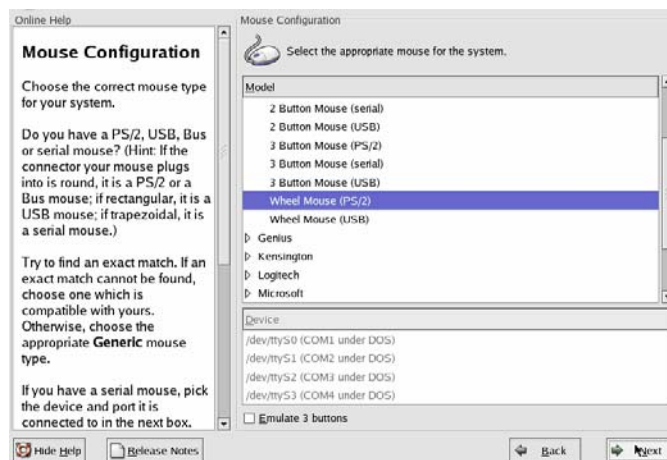 Online Help
Mouse Configuration
Choose the correct mouse type
for your system.
Do you have a PS/2, USB, Bus
or serial mouse? (Hint: If the
connector your mouse plugs
into is round, it is a PS/2 or a
Bus mouse; if rectangular, it is a
USB mouse; if trapezoidal, it is
a serial mouse.)
Try to find an exact match. If an
exact match cannot be found,
choose one which is
compatible with yours.
Otherwise, choose the
appropriate Generic mouse
type.
If you have a serial mouse, pick
the device and port it is
connected to in the next box.
Mouse Configuration
Select the appropriate mouse for the system.
Model
2 Button Mouse (serial)
2 Button Mouse (USB)
3 Button Mouse (PS/2)
3 Button Mouse (serial)
3 Button Mouse (USB)
Wheel Mouse (PS/2)
Wheel Mouse (USB)
Genius
Kensington
Logitech
Microsoft
Device
/dev/ttyS0 (COM1 under DOS)
/dev/ttyS1 (COM2 under DOS)
/dev/ttyS2 (COM3 under DOS)
/dev/ttyS3 (COM4 under DOS)
Emulate 3 buttons
Hide Help
Release Notes
Back
Next